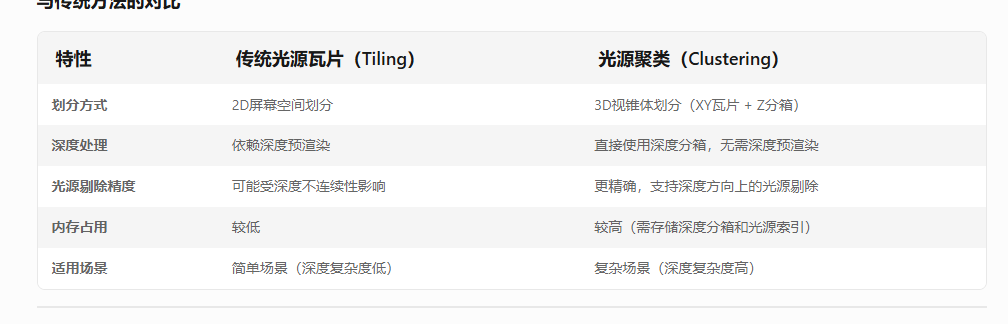 与传统方法的对比
特性 传统光源瓦片（Tiling） 光源聚类（Clustering）
划分方式 2D屏幕空间划分 3D视锥体划分（XY瓦片 + Z分箱）
深度处理 依赖深度预渲染 直接使用深度分箱，无需深度预渲染
光源剔除精度 可能受深度不连续性影响 更精确，支持深度方向上的光源剔除
内存占用 较低 较高（需存储深度分箱和光源索引）
适用场景 简单场景（深度复杂度低） 复杂场景（深度复杂度高）